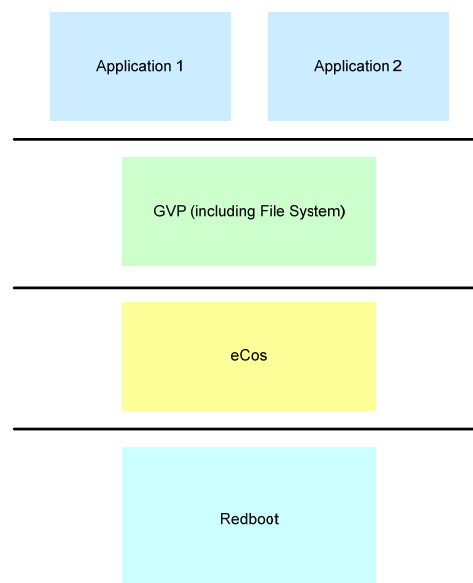 Application 1
Application 2
GVP (including File System)
eCos
Redboot